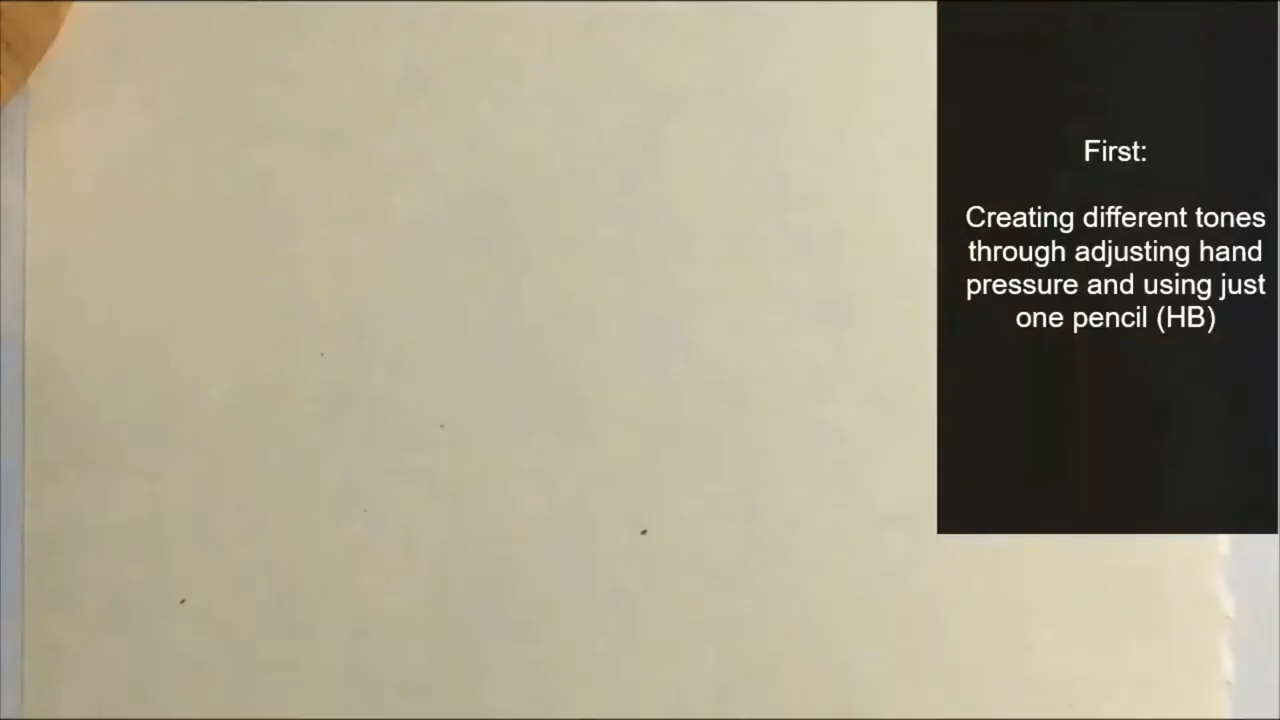 First:
Creating different tones
through adjusting hand
pressure and using just
one pencil (HB)